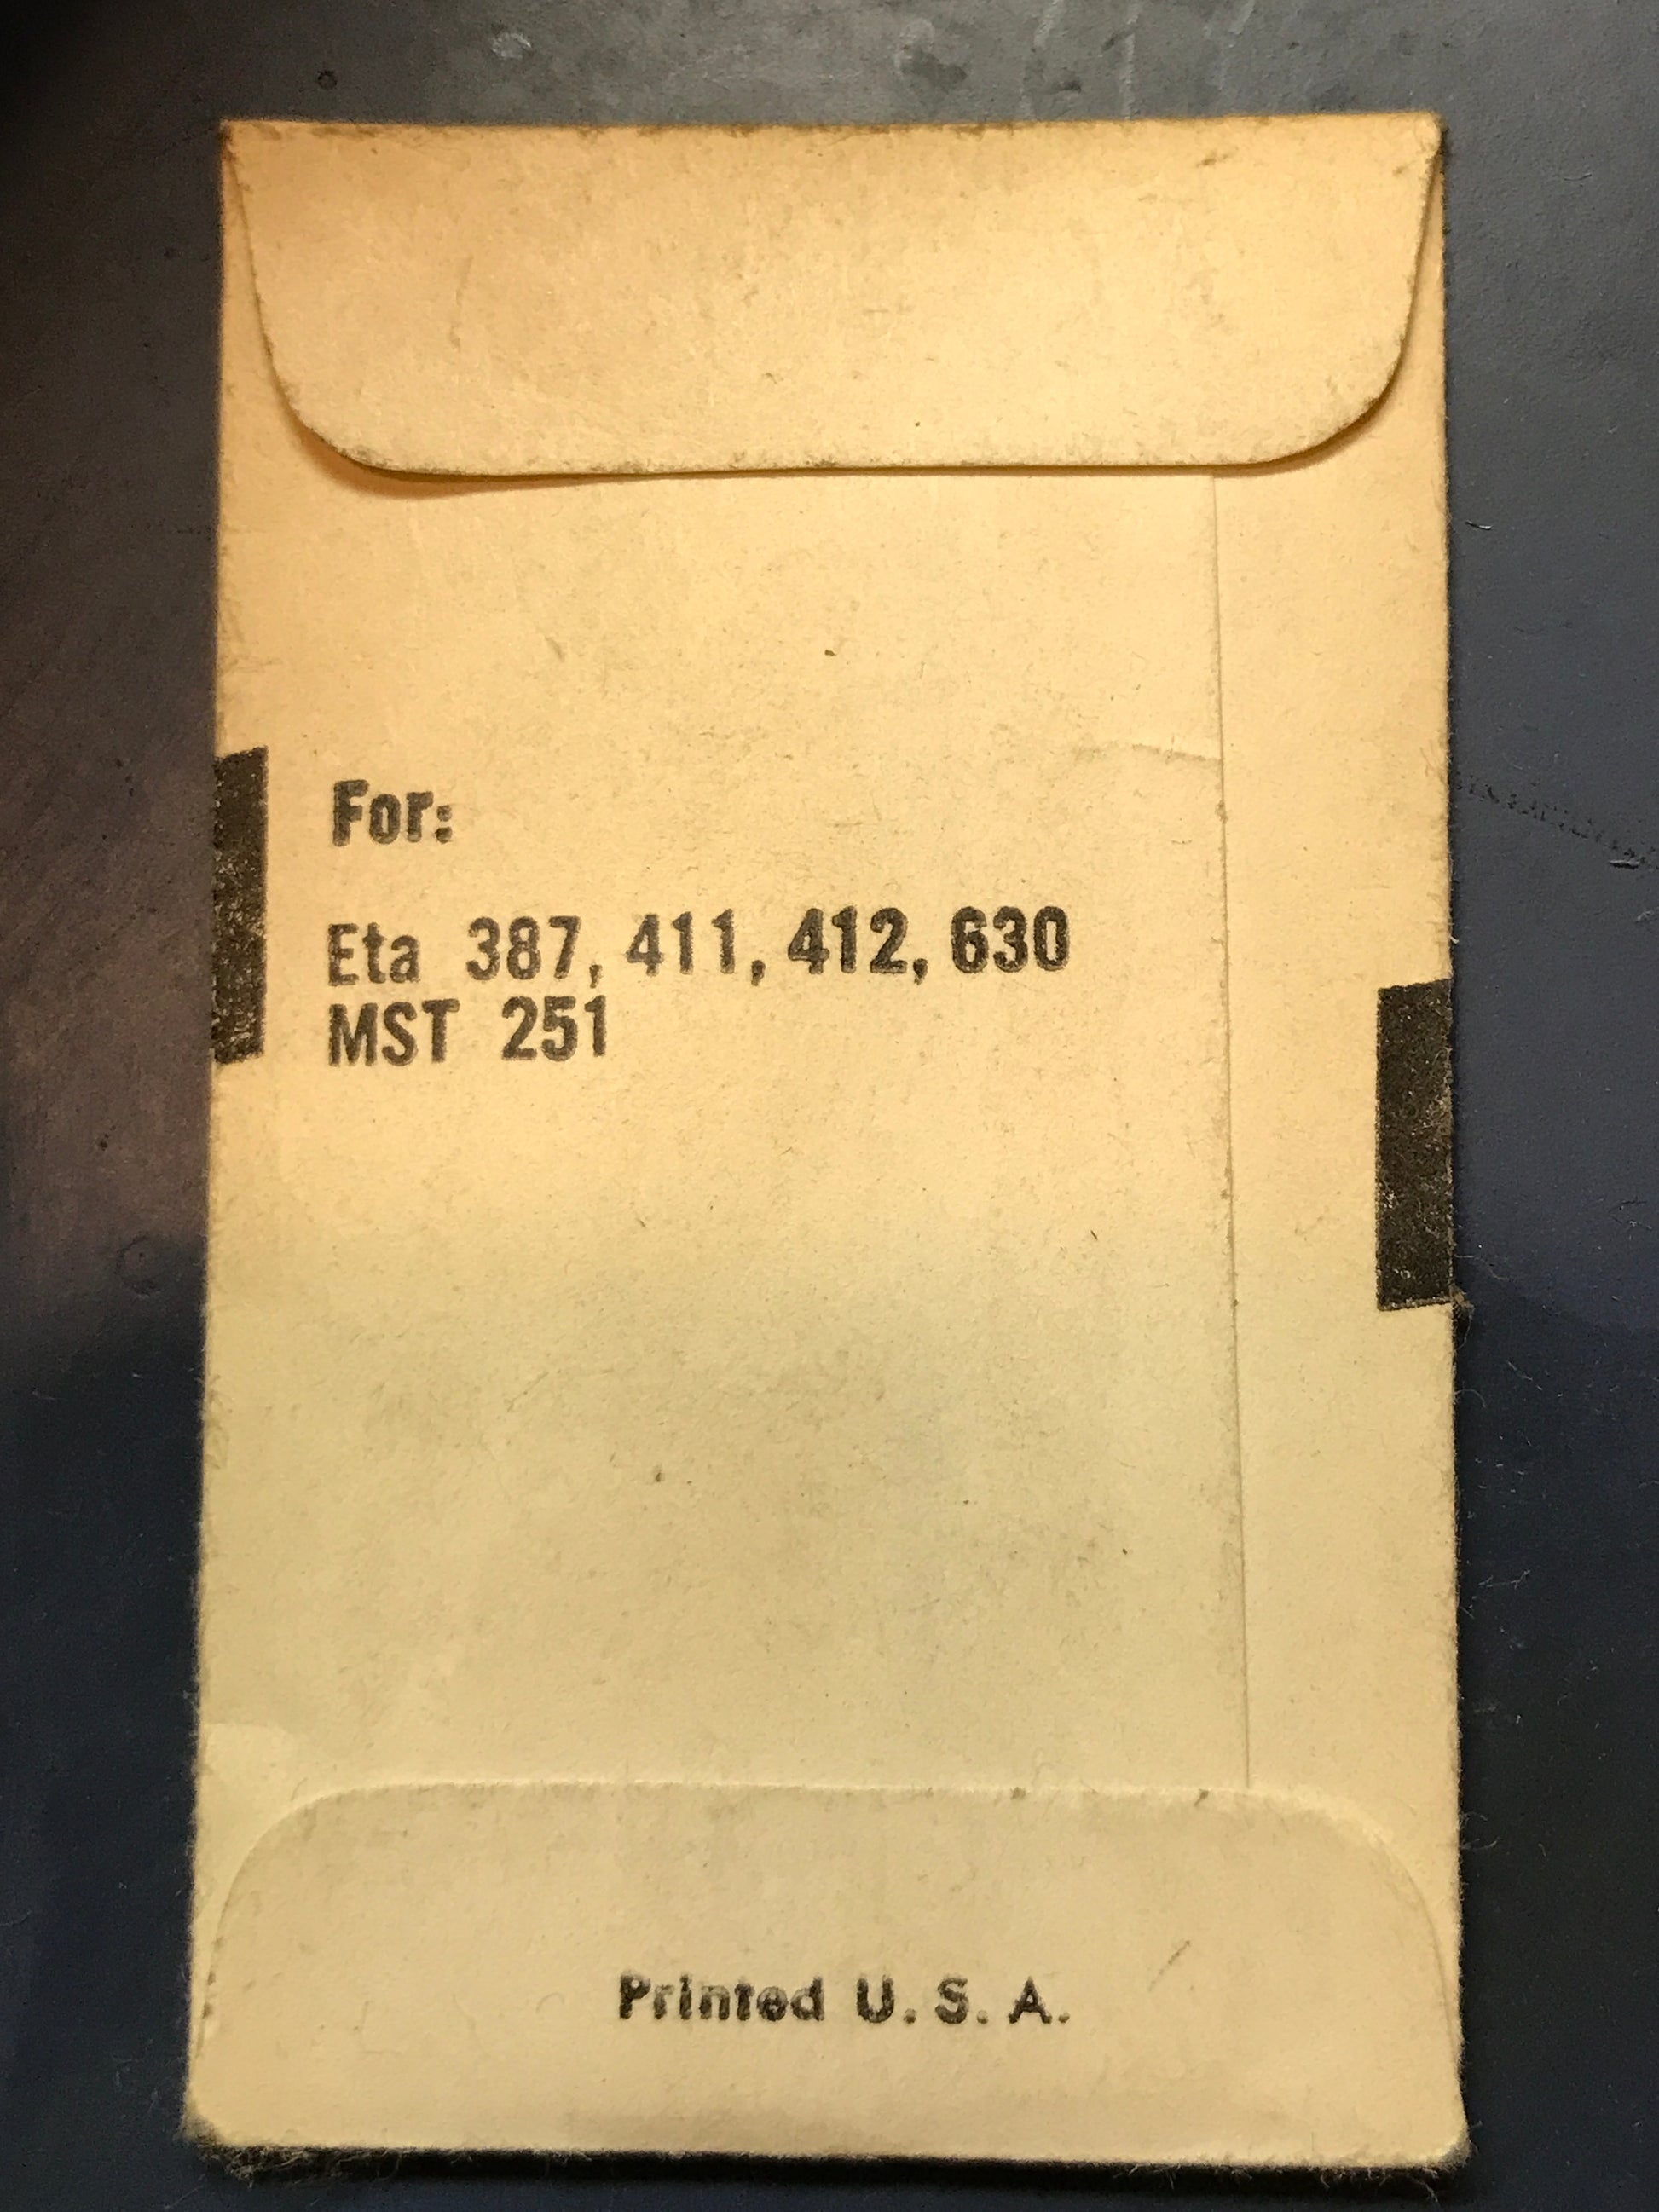 For:
Eta 387, 411, 412, 630
MST 251
Printed U. S. A.